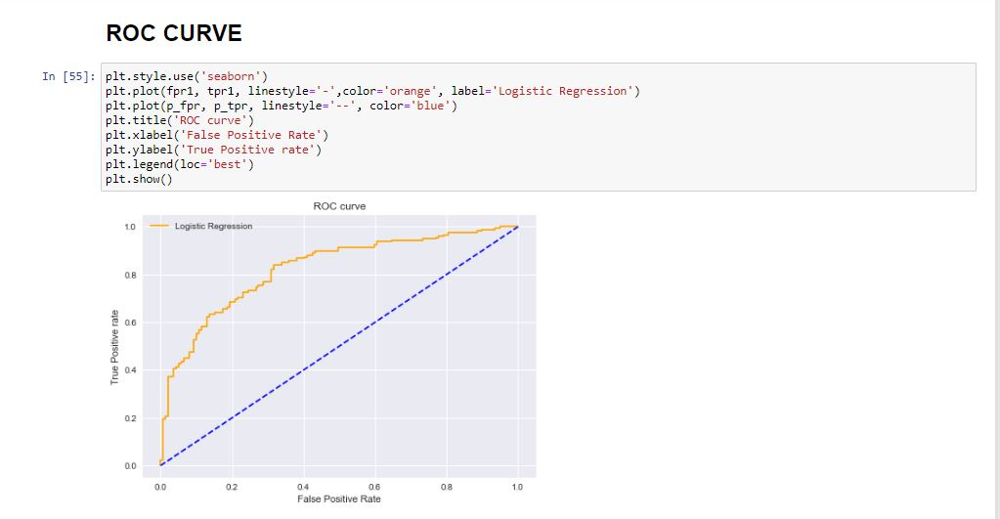 ROC CURVE
In [55]:
plt.style.use('seaborn')
plt.plot(fpr1, tpr1, linestyle='-',color='orange', label='Logistic Regression')
plt.plot(p_fpr, p_tpr, linestyle='--', color='blue')
plt.title('ROC curve')
plt.xlabel('False Positive Rate')
plt.ylabel('True Positive rate')
plt.legend(loc='best')
plt.show()
ROC curve
Logistic Regression
True Positive rate
1.0
0.8
0.6
0.4
0.2
0.0
0.0 0.2 0.4 0.6 0.8 1.0
False Positive Rate